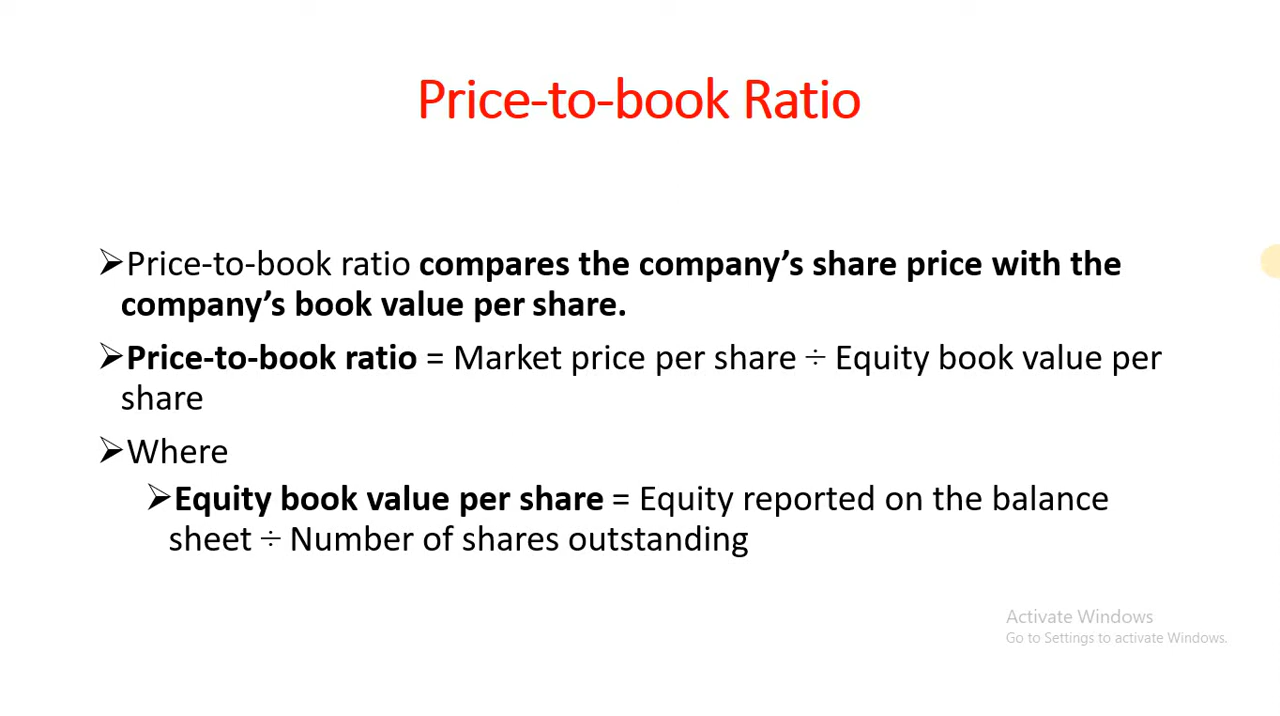 Price-to-book Ratio
➢Price-to-book ratio compares the company’s share price with the
company’s book value per share.
➢Price-to-book ratio = Market price per share ÷ Equity book value per
share
➢Where
➢Equity book value per share = Equity reported on the balance
sheet ÷ Number of shares outstanding
Activate Windows
Go to Settings to activate Windows.